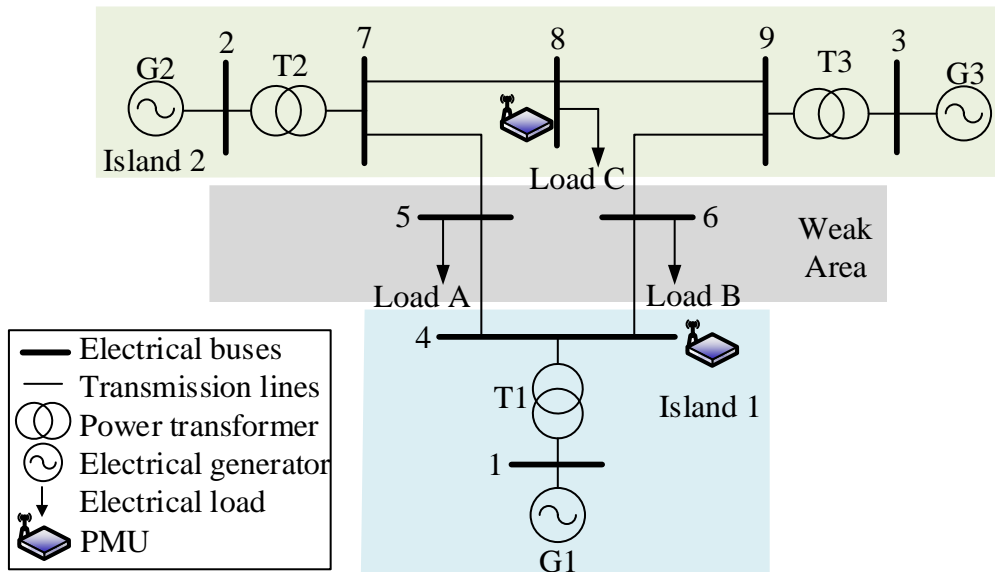 2
7
8
9
3
G2
T2
T3
G3
Island 2
Load C
5
6
Weak
Area
Load A
Load B
4
T1
Island 1
1
G1
Electrical buses
Transmission lines
Power transformer
Electrical generator
Electrical load
PMU